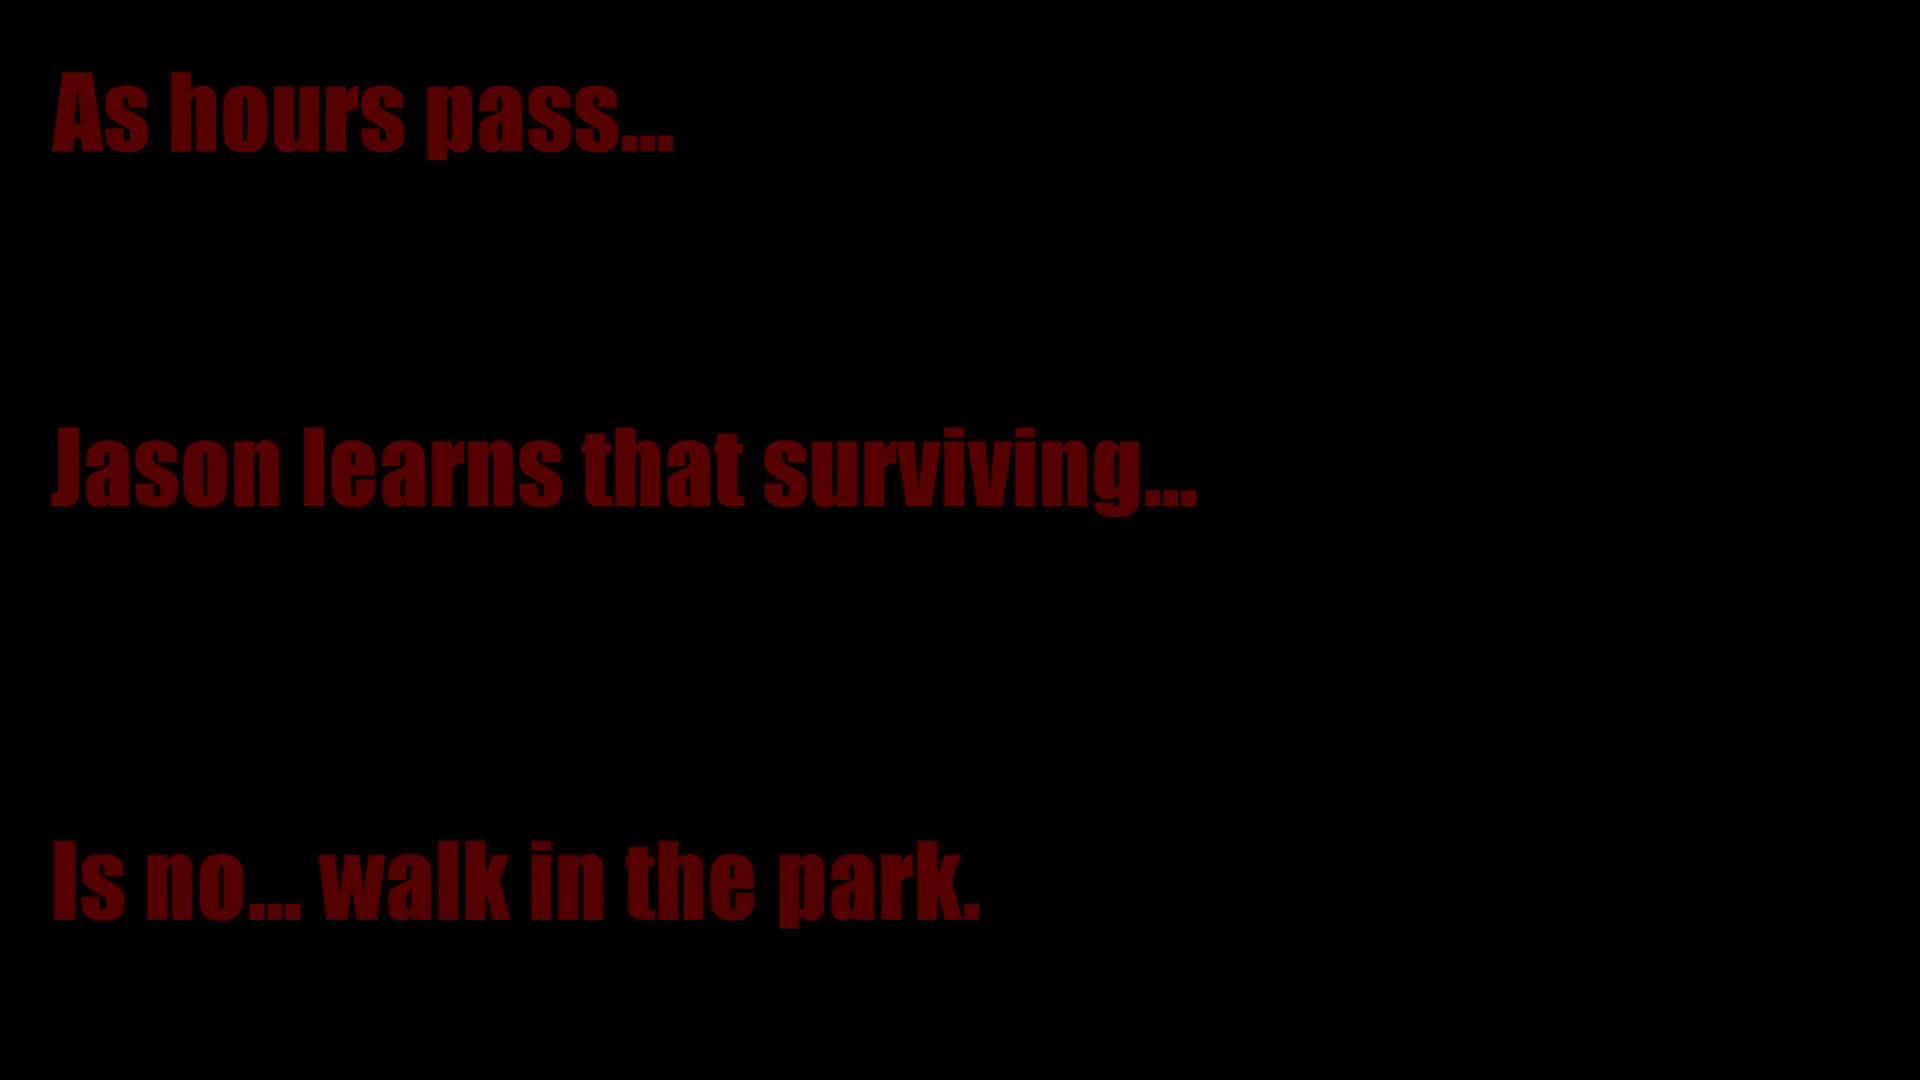 As hours pass...
Jason learns that surviving...
Is no... walk in the park.